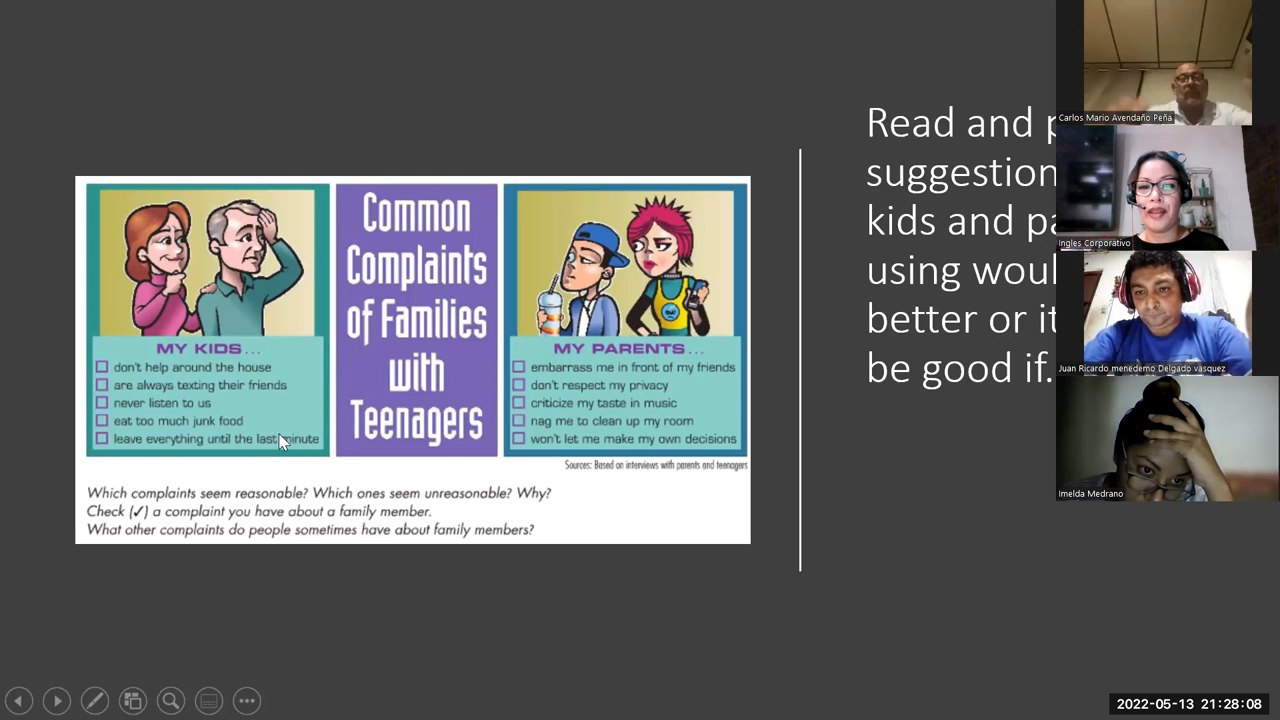 Common
Complaints
of Families
with
Teenagers
MY KIDS...
don't help around the house
are always texting their friends
never listen to us
eat too much junk food
leave everything until the last minute
MY PARENTS...
embarrass me in front of my friends
don't respect my privacy
criticize my taste in music
nag me to clean up my room
won't let me make my own decisions
Sources: Based on interviews with parents and teenagers
Which complaints seem reasonable? Which ones seem unreasonable? Why?
Check (✓) a complaint you have about a family member.
What other complaints do people sometimes have about family members?
Read and
suggestion
kids and
using
better or
be good if.
Carlos Mario Avendaño Peña
Ingles Corporativo
Juan Ricardo menedemo Delgado vasquez
Imelda Medrano
2022-05-13 21:28:08